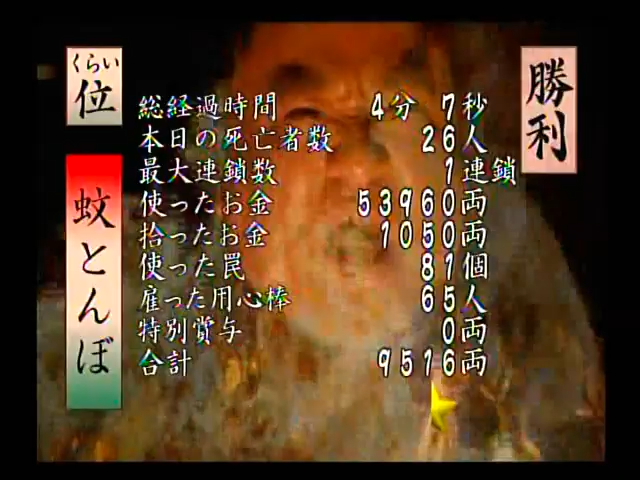 くらい
位
蚊とんぼ
勝利
総経過時間 4分 7秒
本日の死亡者数 26人
最大連鎖数 1連鎖
使ったお金 53960両
拾ったお金 1050両
使った罠 81個
雇った用心棒 65人
特別賞与 0両
合計 9516両